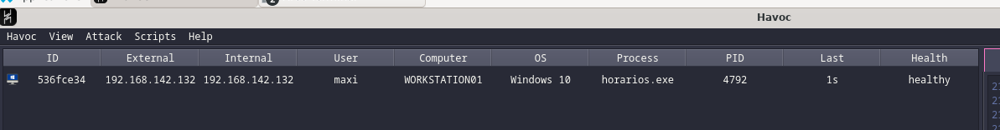 2
Havoc
Havoc View Attack Scripts Help
ID External Internal User Computer OS Process PID Last Health
536fce34 192.168.142.132 192.168.142.132 maxi WORKSTATION01 Windows 10 horarios.exe 4792 1s healthy